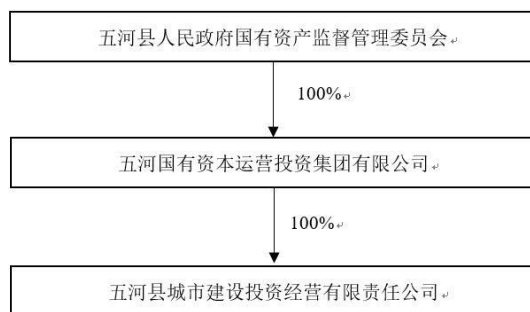 五河县人民政府国有资产监督管理委员会
100%
五河国有资本运营投资集团有限公司
100%
五河县城市建设投资经营有限责任公司